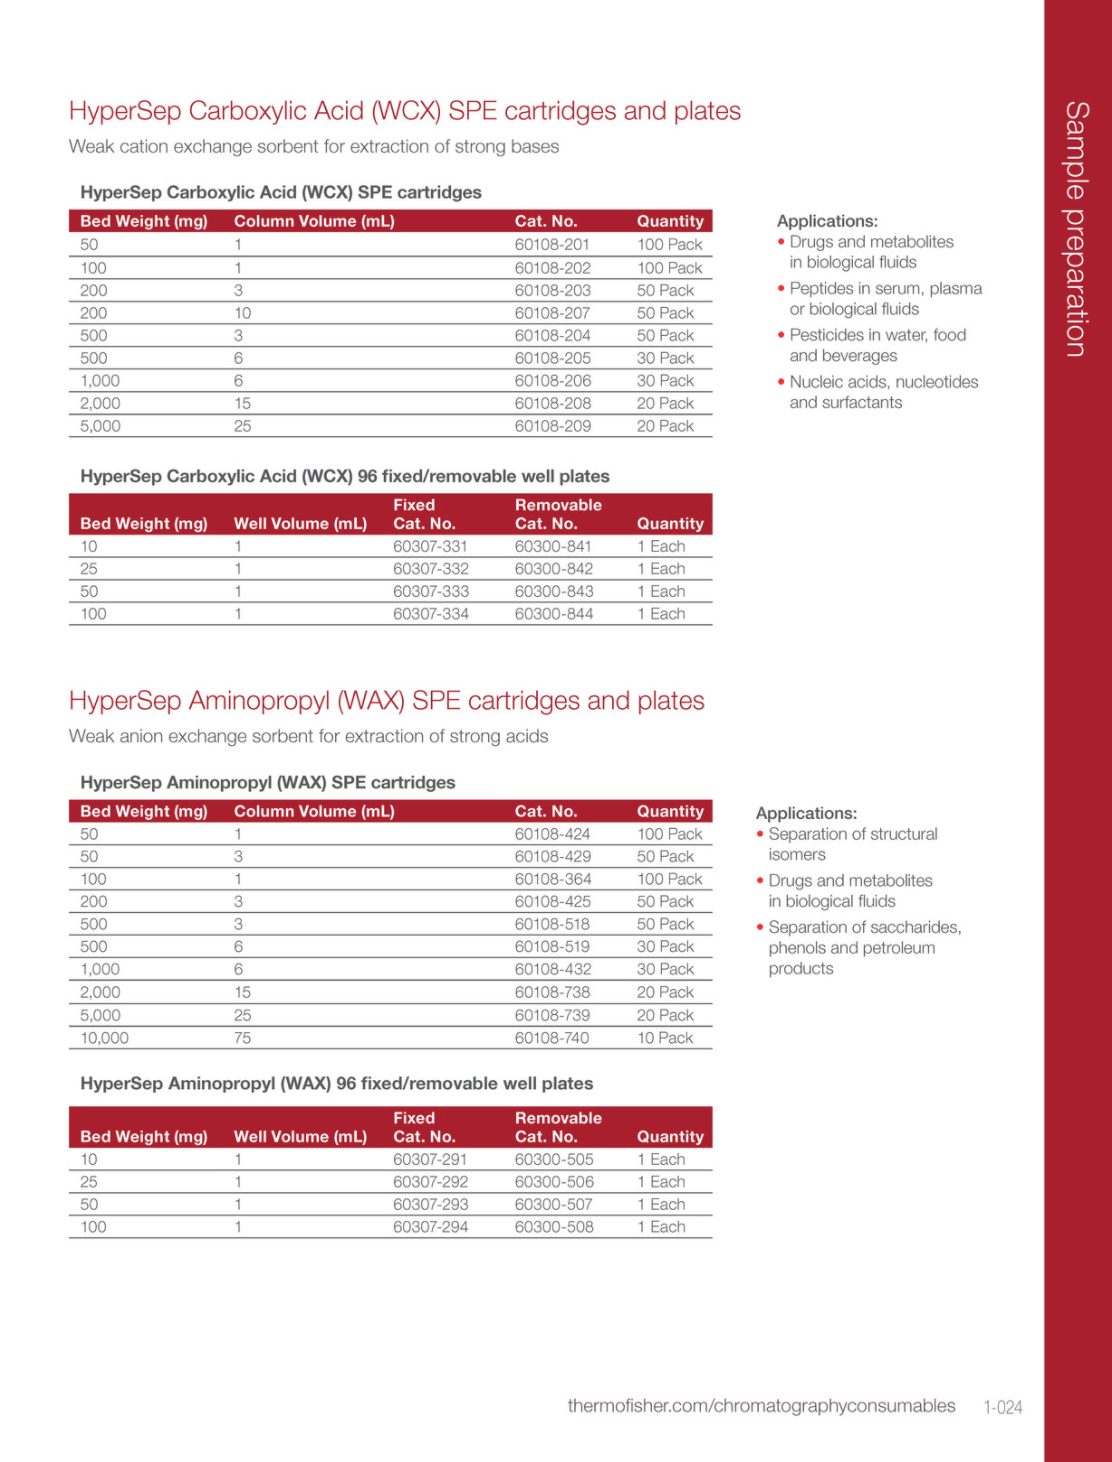 HyperSep Carboxylic Acid (WCX) SPE cartridges and plates
Weak cation exchange sorbent for extraction of strong bases
HyperSep Carboxylic Acid (WCX) SPE cartridges
Bed Weight (mg) Column Volume (mL) Cat. No. Quantity
50 1 60108-201 100 Pack
100 1 60108-202 100 Pack
200 3 60108-203 50 Pack
200 10 60108-207 50 Pack
500 3 60108-204 50 Pack
500 6 60108-205 30 Pack
1,000 6 60108-206 30 Pack
2,000 15 60108-208 20 Pack
5,000 25 60108-209 20 Pack
Applications:
• Drugs and metabolites
in biological fluids
• Peptides in serum, plasma
or biological fluids
• Pesticides in water, food
and beverages
• Nucleic acids, nucleotides
and surfactants
HyperSep Carboxylic Acid (WCX) 96 fixed/removable well plates
Fixed Removable
Bed Weight (mg) Well Volume (mL) Cat. No. Cat. No. Quantity
10 1 60307-331 60300-841 1 Each
25 1 60307-332 60300-842 1 Each
50 1 60307-333 60300-843 1 Each
100 1 60307-334 60300-844 1 Each
HyperSep Aminopropyl (WAX) SPE cartridges and plates
Weak anion exchange sorbent for extraction of strong acids
HyperSep Aminopropyl (WAX) SPE cartridges
Bed Weight (mg) Column Volume (mL) Cat. No. Quantity
50 1 60108-424 100 Pack
50 3 60108-429 50 Pack
100 1 60108-364 100 Pack
200 3 60108-425 50 Pack
500 3 60108-518 50 Pack
500 6 60108-519 30 Pack
1,000 6 60108-432 30 Pack
2,000 15 60108-738 20 Pack
5,000 25 60108-739 20 Pack
10,000 75 60108-740 10 Pack
Applications:
• Separation of structural
isomers
• Drugs and metabolites
in biological fluids
• Separation of saccharides,
phenols and petroleum
products
HyperSep Aminopropyl (WAX) 96 fixed/removable well plates
Fixed Removable
Bed Weight (mg) Well Volume (mL) Cat. No. Cat. No. Quantity
10 1 60307-291 60300-505 1 Each
25 1 60307-292 60300-506 1 Each
50 1 60307-293 60300-507 1 Each
100 1 60307-294 60300-508 1 Each
Sample preparation
thermofisher.com/chromatographyconsumables 1-024